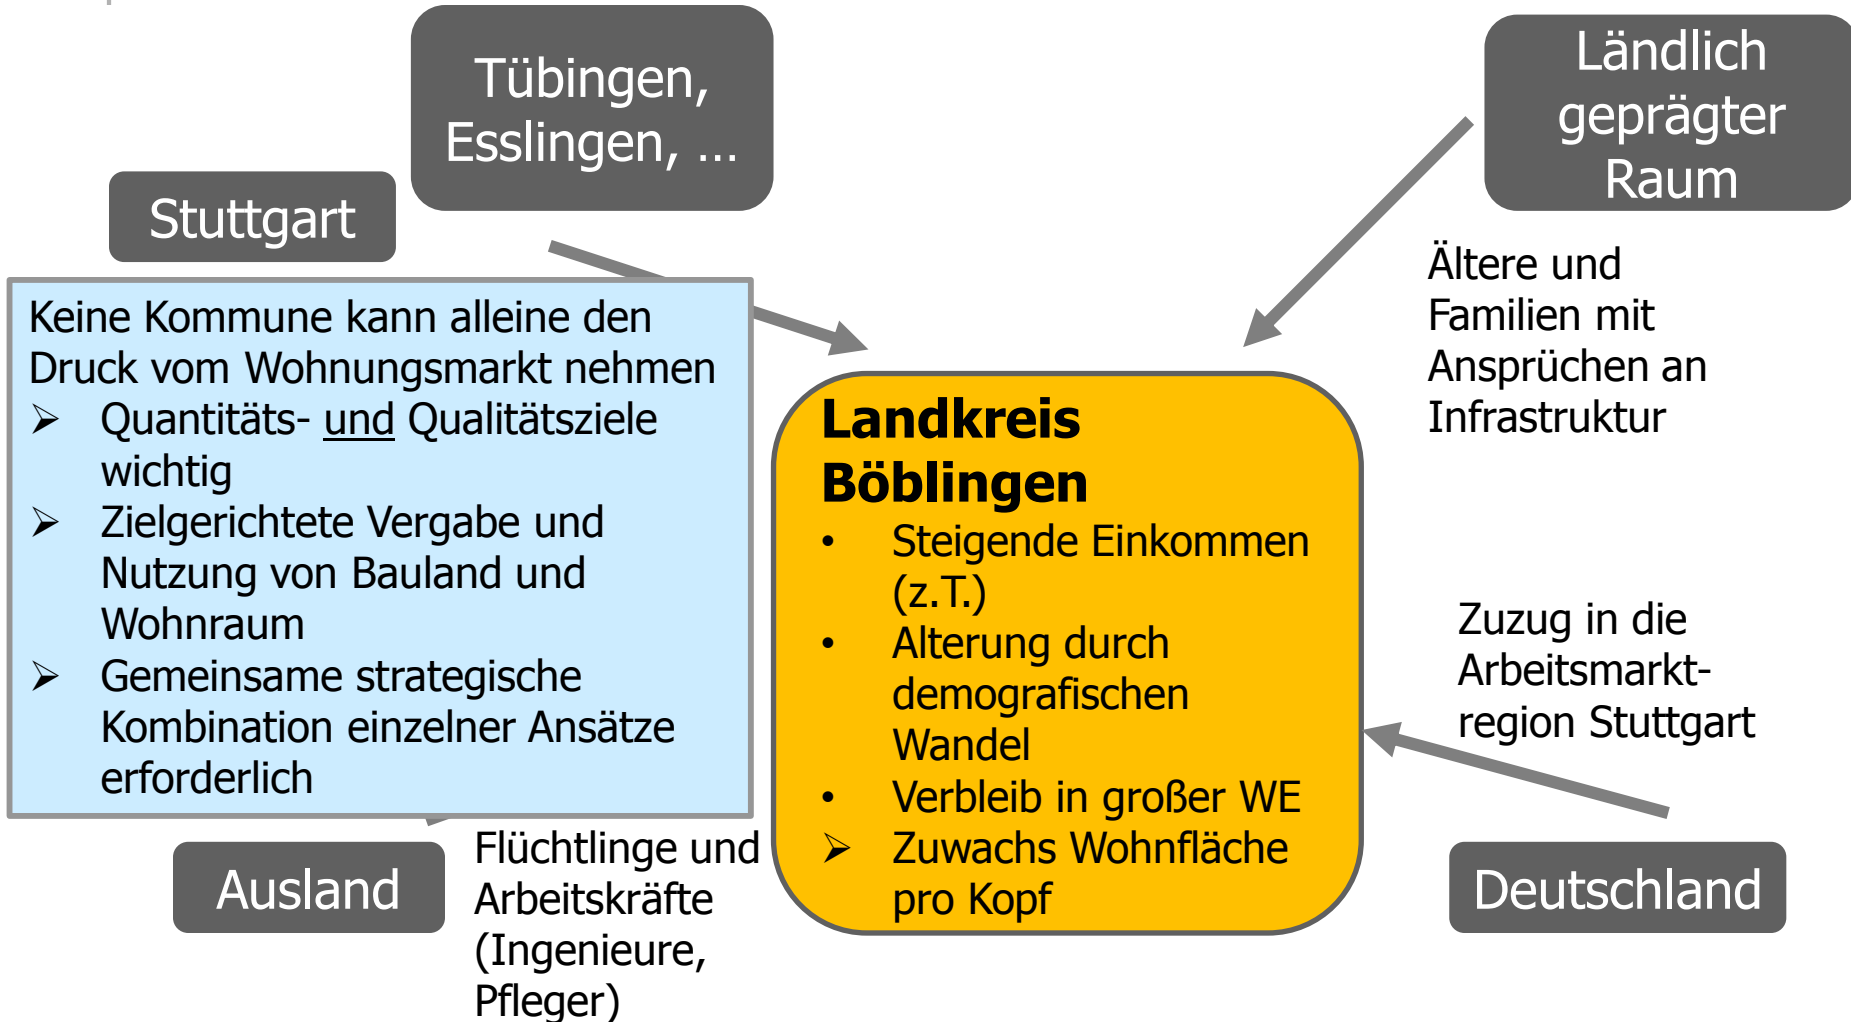 Tübingen,
Esslingen, …
Ländlich
geprägter
Raum
Stuttgart
Keine Kommune kann alleine den
Druck vom Wohnungsmarkt nehmen
➢ Quantitäts- und Qualitätsziele
wichtig
➢ Zielgerichtete Vergabe und
Nutzung von Bauland und
Wohnraum
➢ Gemeinsame strategische
Kombination einzelner Ansätze
erforderlich
Ältere und
Familien mit
Ansprüchen an
Infrastruktur
Landkreis
Böblingen
• Steigende Einkommen
(z.T.)
• Alterung durch
demografischen
Wandel
• Verbleib in großer WE
➢ Zuwachs Wohnfläche
pro Kopf
Zuzug in die
Arbeitsmarkt-
region Stuttgart
Ausland
Flüchtlinge und
Arbeitskräfte
(Ingenieure,
Pfleger)
Deutschland